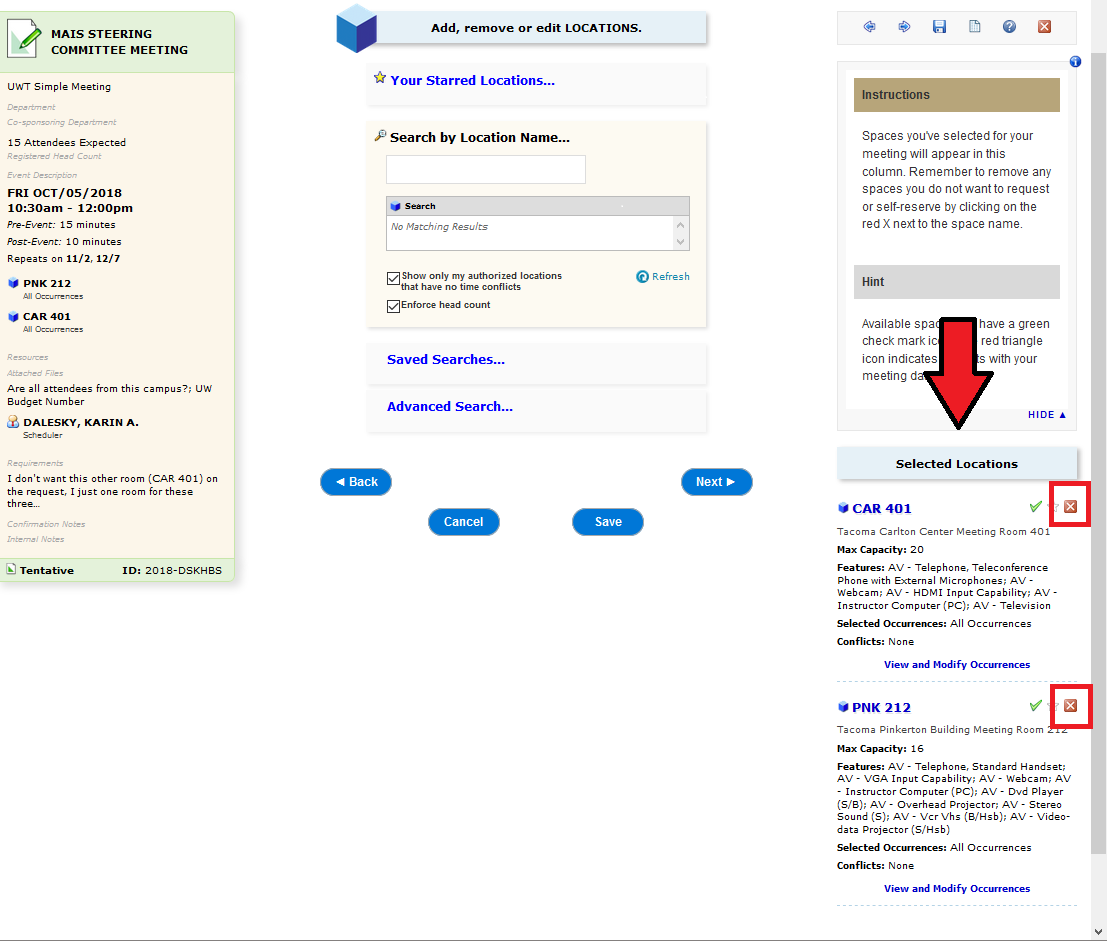 MAIS STEERING
COMMITTEE MEETING
UWT Simple Meeting
Department
Co-sponsoring Department
15 Attendees Expected
Registered Head Count
Event Description
FRI OCT/05/2018
10:30am - 12:00pm
Pre-Event: 15 minutes
Post-Event: 10 minutes
Repeats on 11/2, 12/7
PNK 212
All Occurrences
CAR 401
All Occurrences
Resources
Attached Files
Are all attendees from this campus?; UW
Budget Number
DALESKY, KARIN A.
Scheduler
Requirements
I don't want this other room (CAR 401) on
the request, I just one room for these
three...
Confirmation Notes
Internal Notes
Tentative ID: 2018-DSKHBS
Add, remove or edit LOCATIONS.
Your Starred Locations...
Search by Location Name...
Search
No Matching Results
Show only my authorized locations
that have no time conflicts
Refresh
Enforce head count
Saved Searches...
Advanced Search...
◄ Back
Next ►
Cancel
Save
Instructions
Spaces you've selected for your
meeting will appear in this
column. Remember to remove any
spaces you do not want to request
or self-reserve by clicking on the
red X next to the space name.
Hint
Available spac have a green
check mark ic red triangle
icon indicates ts with your
meeting da
HIDE ▲
Selected Locations
CAR 401
Tacoma Carlton Center Meeting Room 401
Max Capacity: 20
Features: AV - Telephone, Teleconference
Phone with External Microphones; AV -
Webcam; AV - HDMI Input Capability; AV -
Instructor Computer (PC); AV - Television
Selected Occurrences: All Occurrences
Conflicts: None
View and Modify Occurrences
PNK 212
Tacoma Pinkerton Building Meeting Room 212
Max Capacity: 16
Features: AV - Telephone, Standard Handset;
AV - VGA Input Capability; AV - Webcam; AV
- Instructor Computer (PC); AV - Dvd Player
(S/B); AV - Overhead Projector; AV - Stereo
Sound (S); AV - Vcr Vhs (B/Hsb); AV - Video-
data Projector (S/Hsb)
Selected Occurrences: All Occurrences
Conflicts: None
View and Modify Occurrences